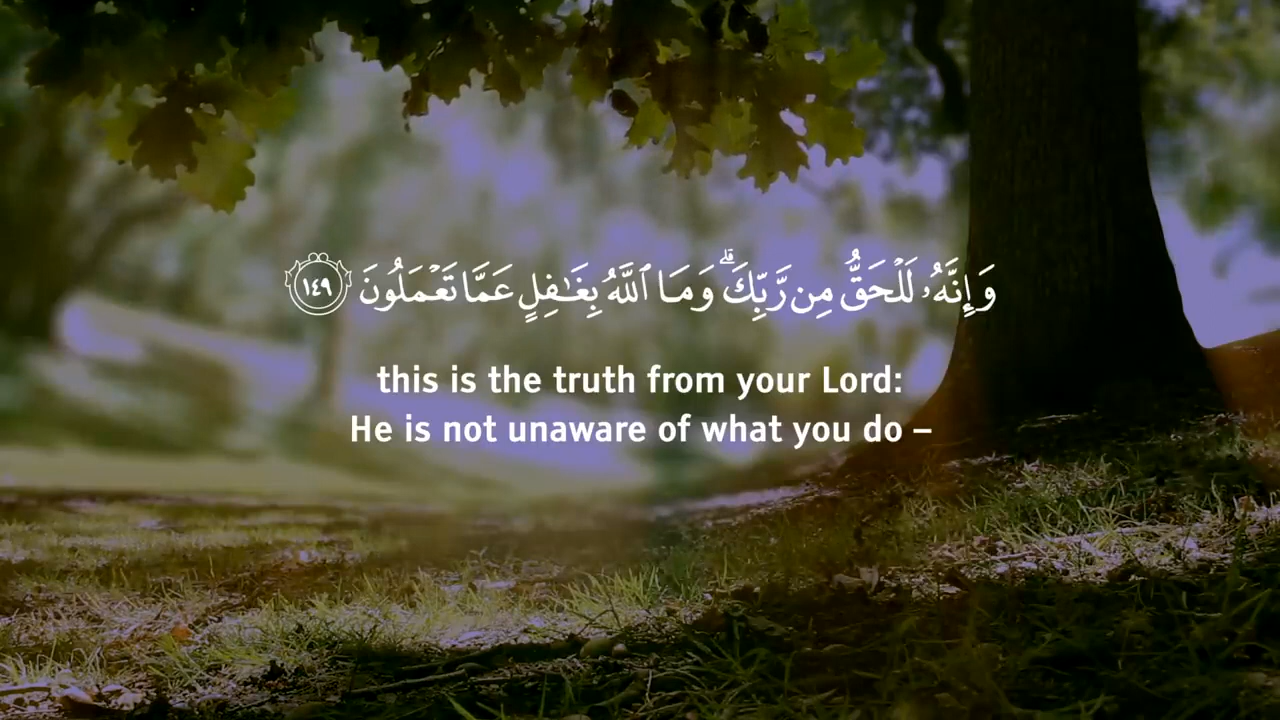 وَإِنَّهُۥ لَلْحَقُّ مِن رَّبِّكَ ۗ وَمَا ٱللَّهُ بِغَـٰفِلٍ عَمَّا تَعْمَلُونَ ١٤٩
this is the truth from your Lord:
He is not unaware of what you do –